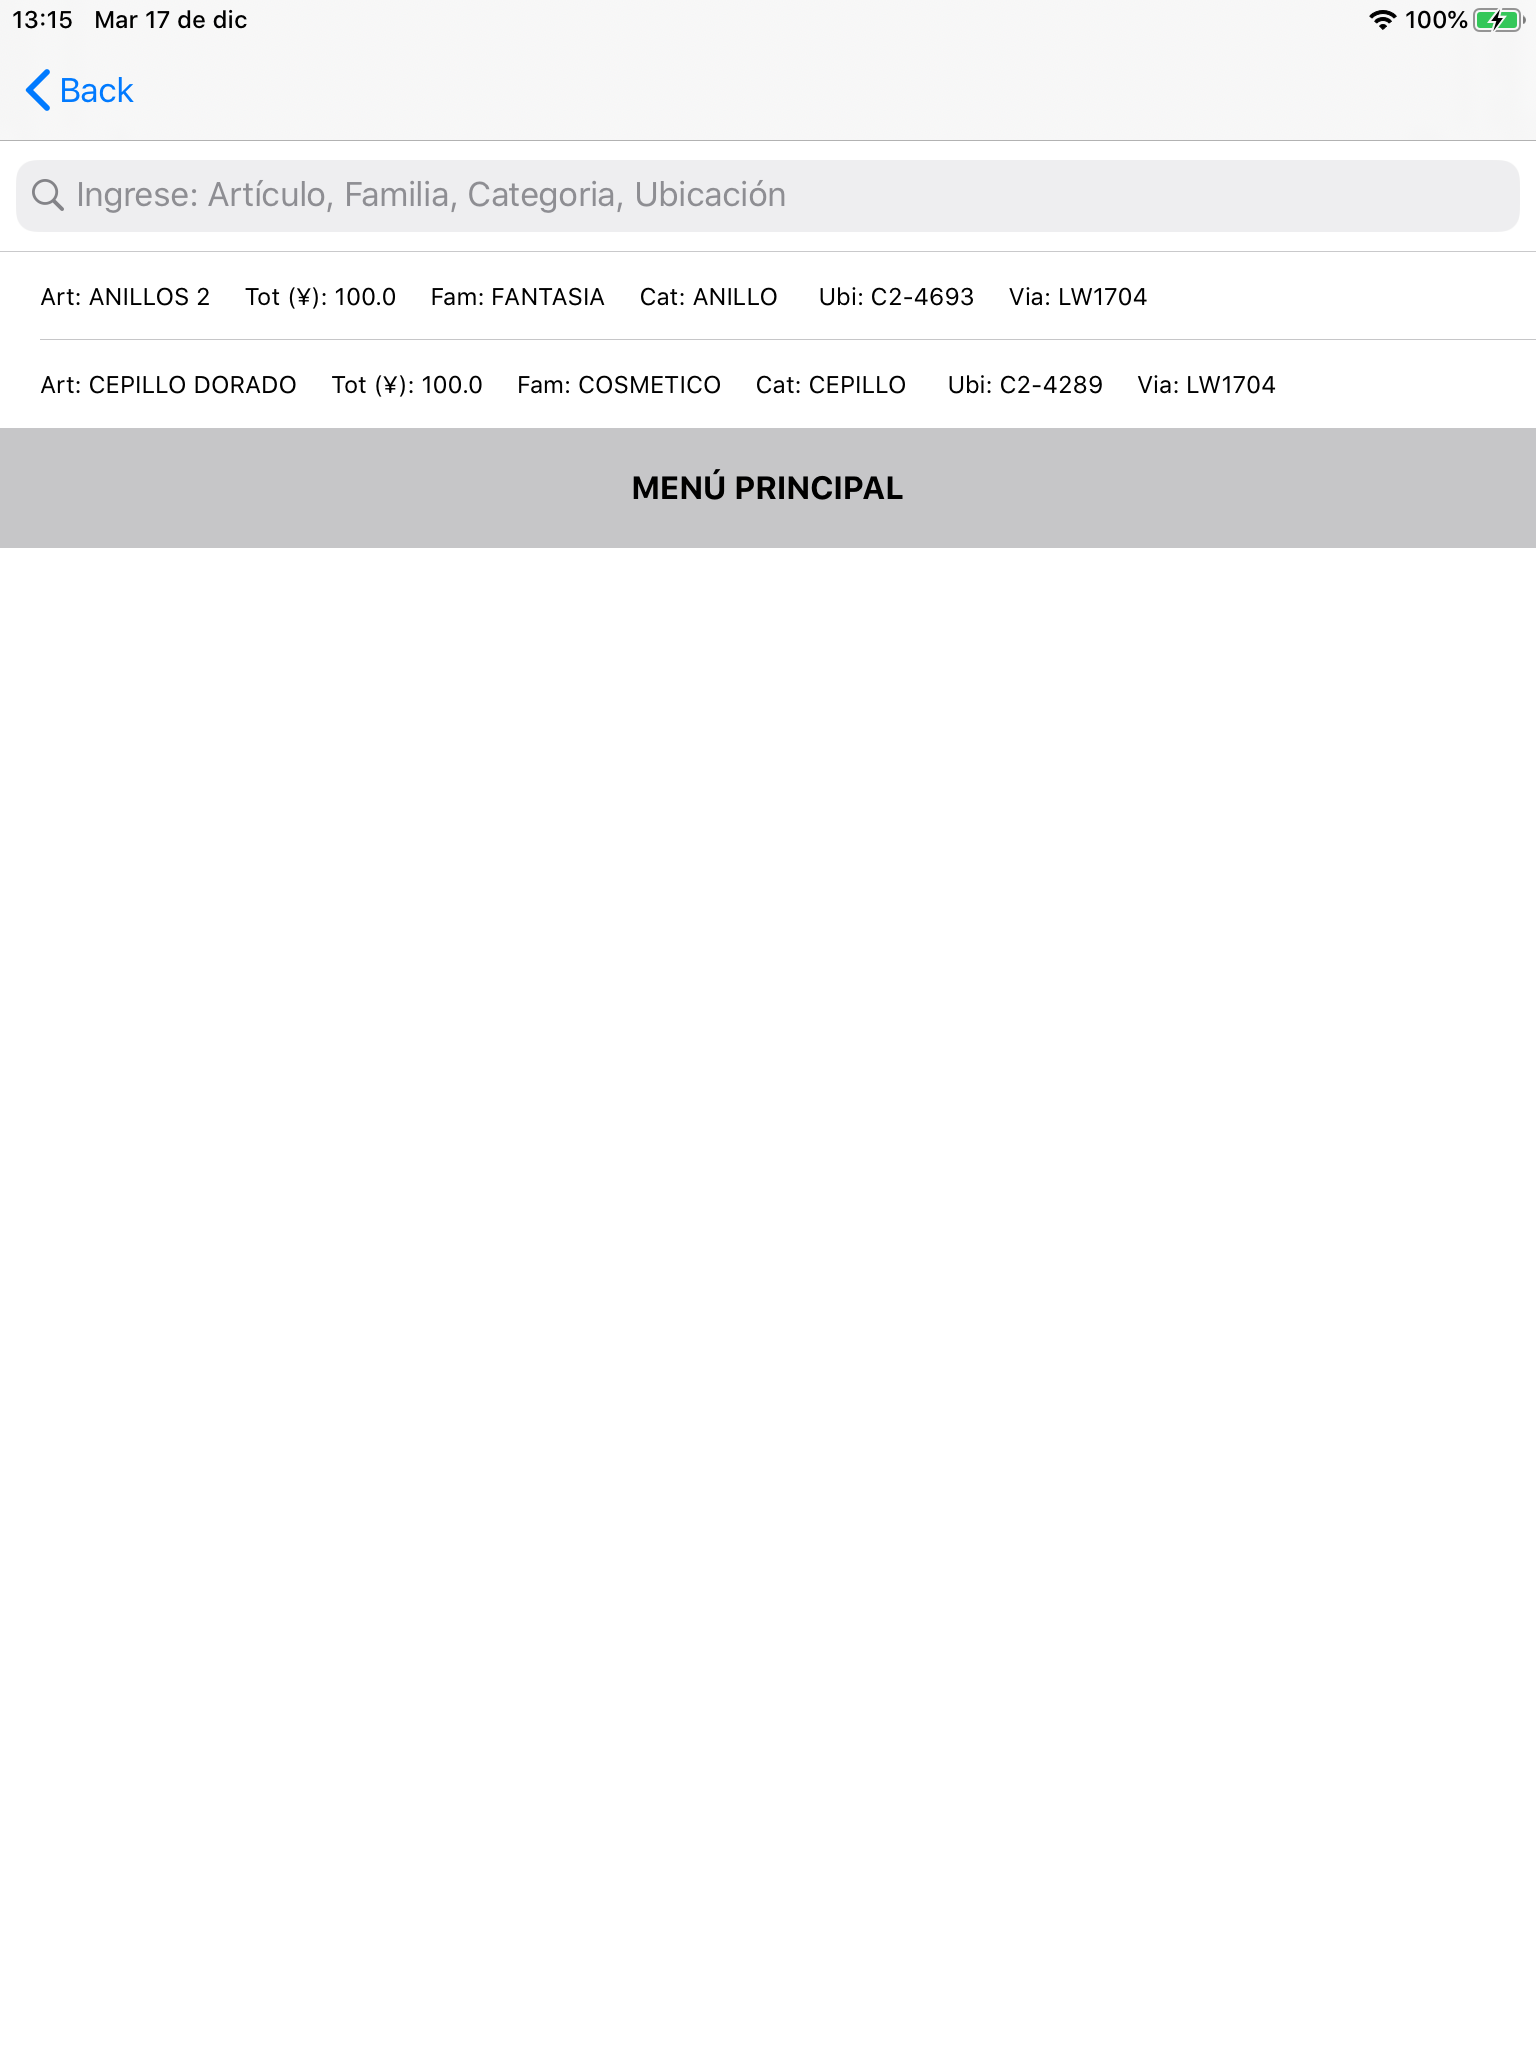 13:15 Mar 17 de dic 100%
Back
Ingrese: Artículo, Familia, Categoria, Ubicación
Art: ANILLOS 2 Tot (¥): 100.0 Fam: FANTASIA Cat: ANILLO Ubi: C2-4693 Via: LW1704
Art: CEPILLO DORADO Tot (¥): 100.0 Fam: COSMETICO Cat: CEPILLO Ubi: C2-4289 Via: LW1704
MENÚ PRINCIPAL